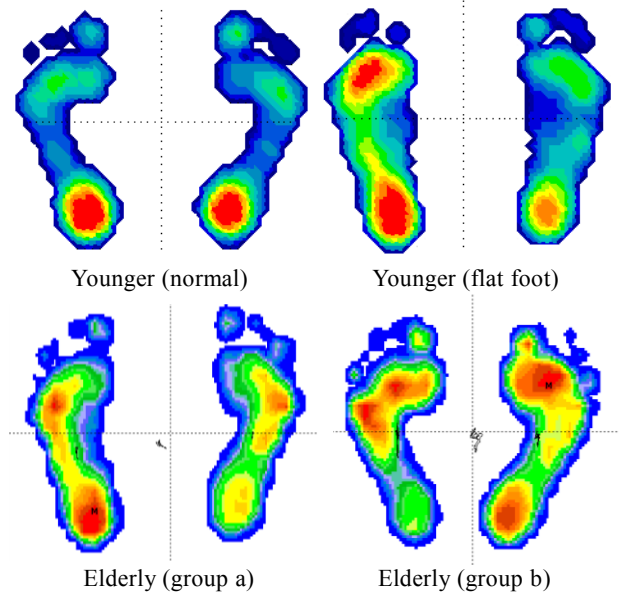 Younger (normal)
Younger (flat foot)
M
M
Elderly (group a)
Elderly (group b)